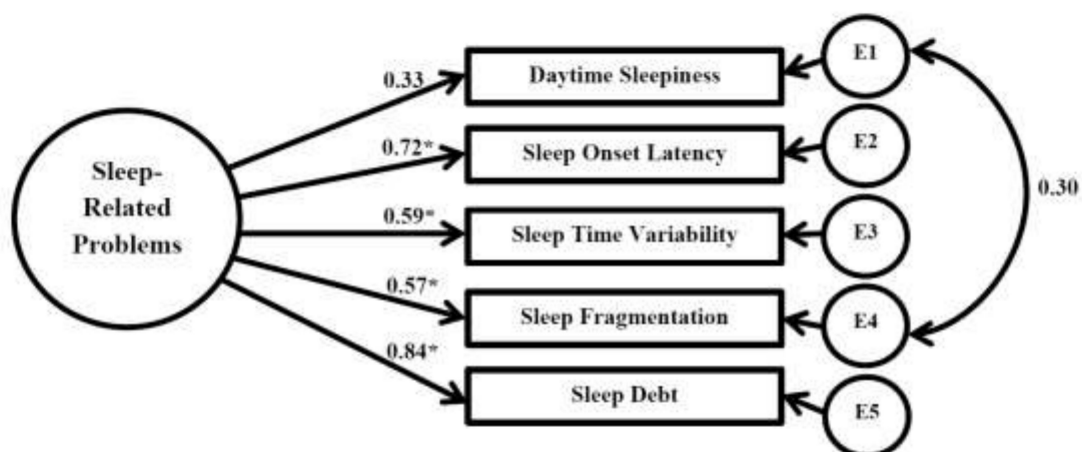 Sleep-
Related
Problems
0.33
0.72*
0.59*
0.57*
0.84*
Daytime Sleepiness
Sleep Onset Latency
Sleep Time Variability
Sleep Fragmentation
Sleep Debt
E1
E2
E3
E4
E5
0.30